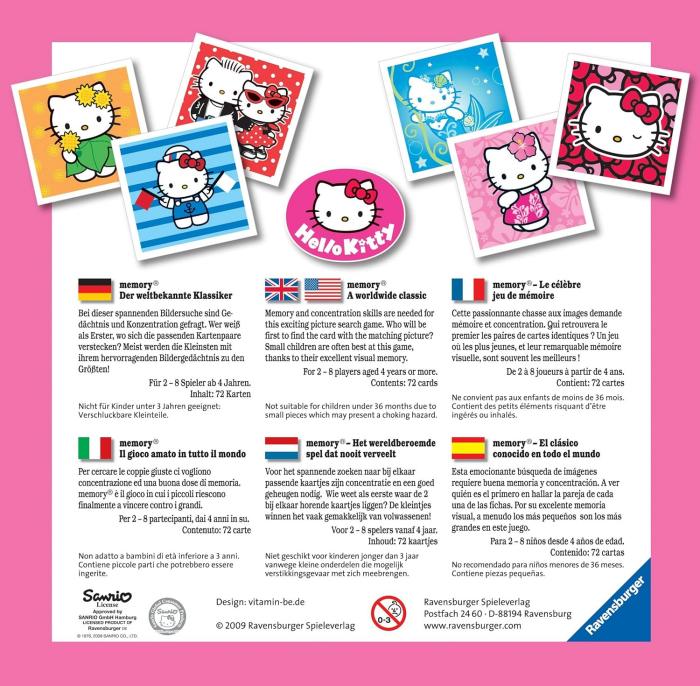 Hello Kitty
memory®
Der weltbekannte Klassiker
Bei dieser spannenden Bildersuche sind Ge-
dächtnis und Konzentration gefragt. Wer weiß
als Erster, wo sich die passenden Kartenpaare
verstecken? Meist werden die Kleinsten mit
ihrem hervorragenden Bildergedächtnis zu den
Größten!
Für 2 – 8 Spieler ab 4 Jahren.
Inhalt: 72 Karten
Nicht für Kinder unter 3 Jahren geeignet:
Verschluckbare Kleinteile.
memory®
A worldwide classic
Memory and concentration skills are needed for
this exciting picture search game. Who will be
first to find the card with the matching picture?
Small children are often best at this game,
thanks to their excellent visual memory.
For 2 – 8 players aged 4 years or more.
Contents: 72 cards
Not suitable for children under 36 months due to
small pieces which may present a choking hazard.
memory® – Le célèbre
jeu de mémoire
Cette passionnante chasse aux images demande
mémoire et concentration. Qui retrouvera le
premier les paires de cartes identiques ? Un jeu
où les plus jeunes, et leur remarquable mémoire
visuelle, sont souvent les meilleurs !
De 2 à 8 joueurs à partir de 4 ans.
Contient: 72 cartes
Ne convient pas aux enfants de moins de 36 mois.
Contient des petits éléments risquant d'être
ingérés ou inhalés.
memory®
Il gioco amato in tutto il mondo
Per cercare le coppie giuste ci vogliono
concentrazione ed una buona dose di memoria.
memory® è il gioco in cui i piccoli riescono
finalmente a vincere contro i grandi.
Per 2 – 8 partecipanti, dai 4 anni in su.
Contenuto: 72 carte
Non adatto a bambini di età inferiore a 3 anni.
Contiene piccole parti che potrebbero essere
ingerite.
memory® – Het wereldberoemde
spel dat nooit verveelt
Voor het spannende zoeken naar bij elkaar
passende kaartjes zijn concentratie en een goed
geheugen nodig. Wie weet als eerste waar de 2
bij elkaar horende kaartjes liggen? De kleintjes
winnen het vaak gemakkelijk van volwassenen!
Voor 2 – 8 spelers vanaf 4 jaar.
Inhoud: 72 kaartjes
Niet geschikt voor kinderen jonger dan 3 jaar
vanwege kleine onderdelen die mogelijk
verstikkingsgevaar met zich meebrengen.
memory® – El clásico
conocido en todo el mundo
Esta emocionante búsqueda de imágenes
requiere buena memoria y concentración. A ver
quién es el primero en hallar la pareja de cada
una de las fichas. Por su excelente memoria
visual, a menudo los más pequeños son los más
grandes en este juego.
Para 2 – 8 niños desde 4 años de edad.
Contenido: 72 cartas
No recomendado para niños menores de 36 meses.
Contiene piezas pequeñas.
Sanrio
License
Approved by
SANRIO GmbH Hamburg
LICENSED PRODUCT OF
Ravensburger
© 1976, 2009 SANRIO CO., LTD.
Design: vitamin-be.de
© 2009 Ravensburger Spieleverlag
0-3
Ravensburger Spieleverlag
Postfach 24 60 · D-88194 Ravensburg
www.ravensburger.com
Ravensburger